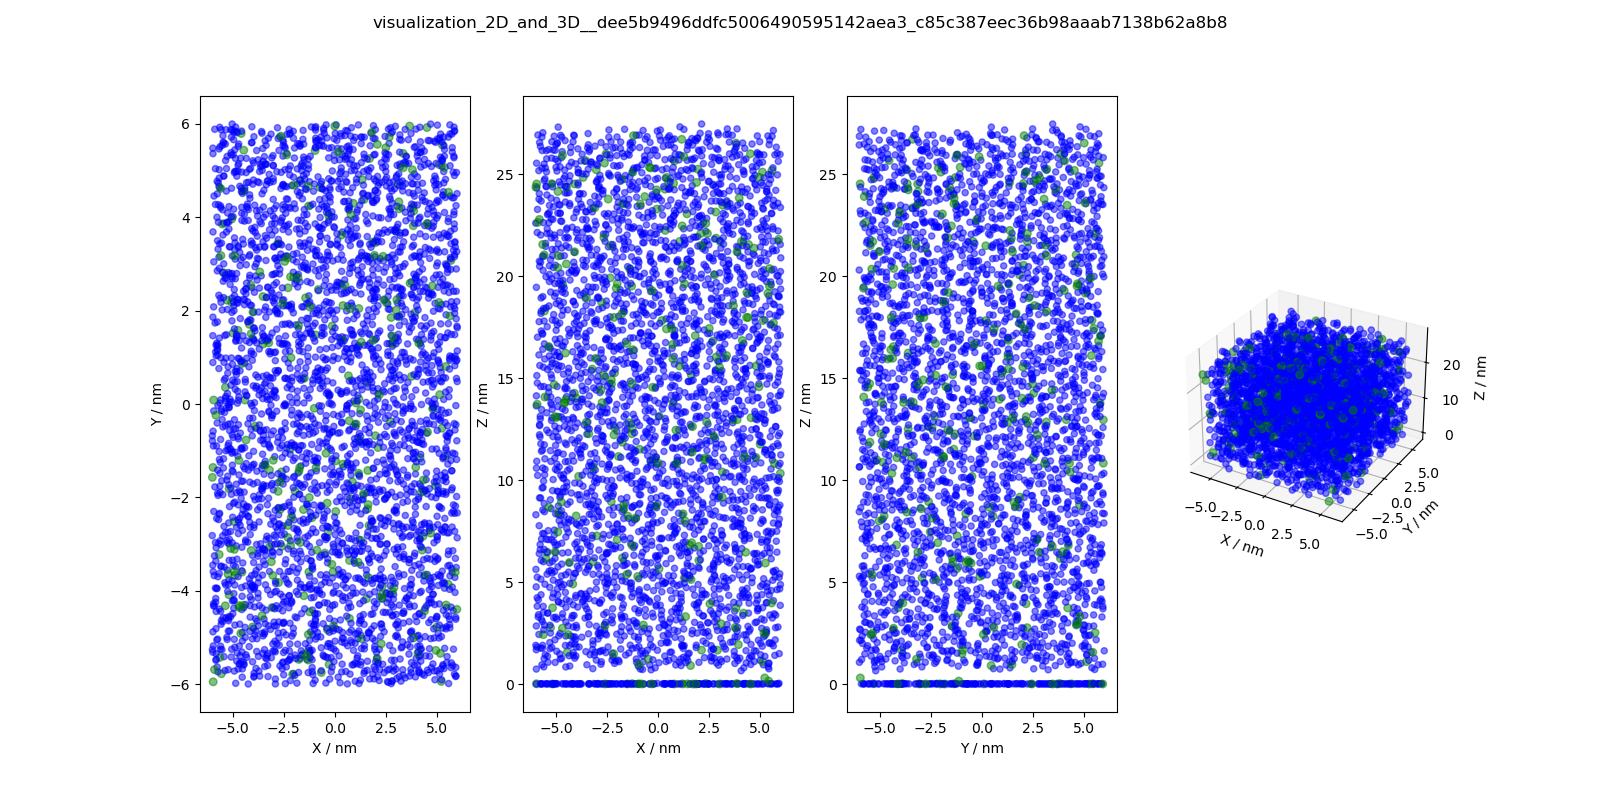 visualization_2D_and_3D__dee5b9496ddfc5006490595142aea3_c85c387eec36b98aaab7138b62a8b8
6
4
2
0
−2
−4
−6
Y / nm
−5.0 −2.5 0.0 2.5 5.0
X / nm
25
20
15
10
5
0
Z / nm
−5.0 −2.5 0.0 2.5 5.0
X / nm
25
20
15
10
5
0
Z / nm
−5.0 −2.5 0.0 2.5 5.0
Y / nm
20
10
0
Z / nm
5.0
2.5
0.0
−2.5
−5.0
Y / nm
−5.0
−2.5
0.0
2.5
5.0
X / nm